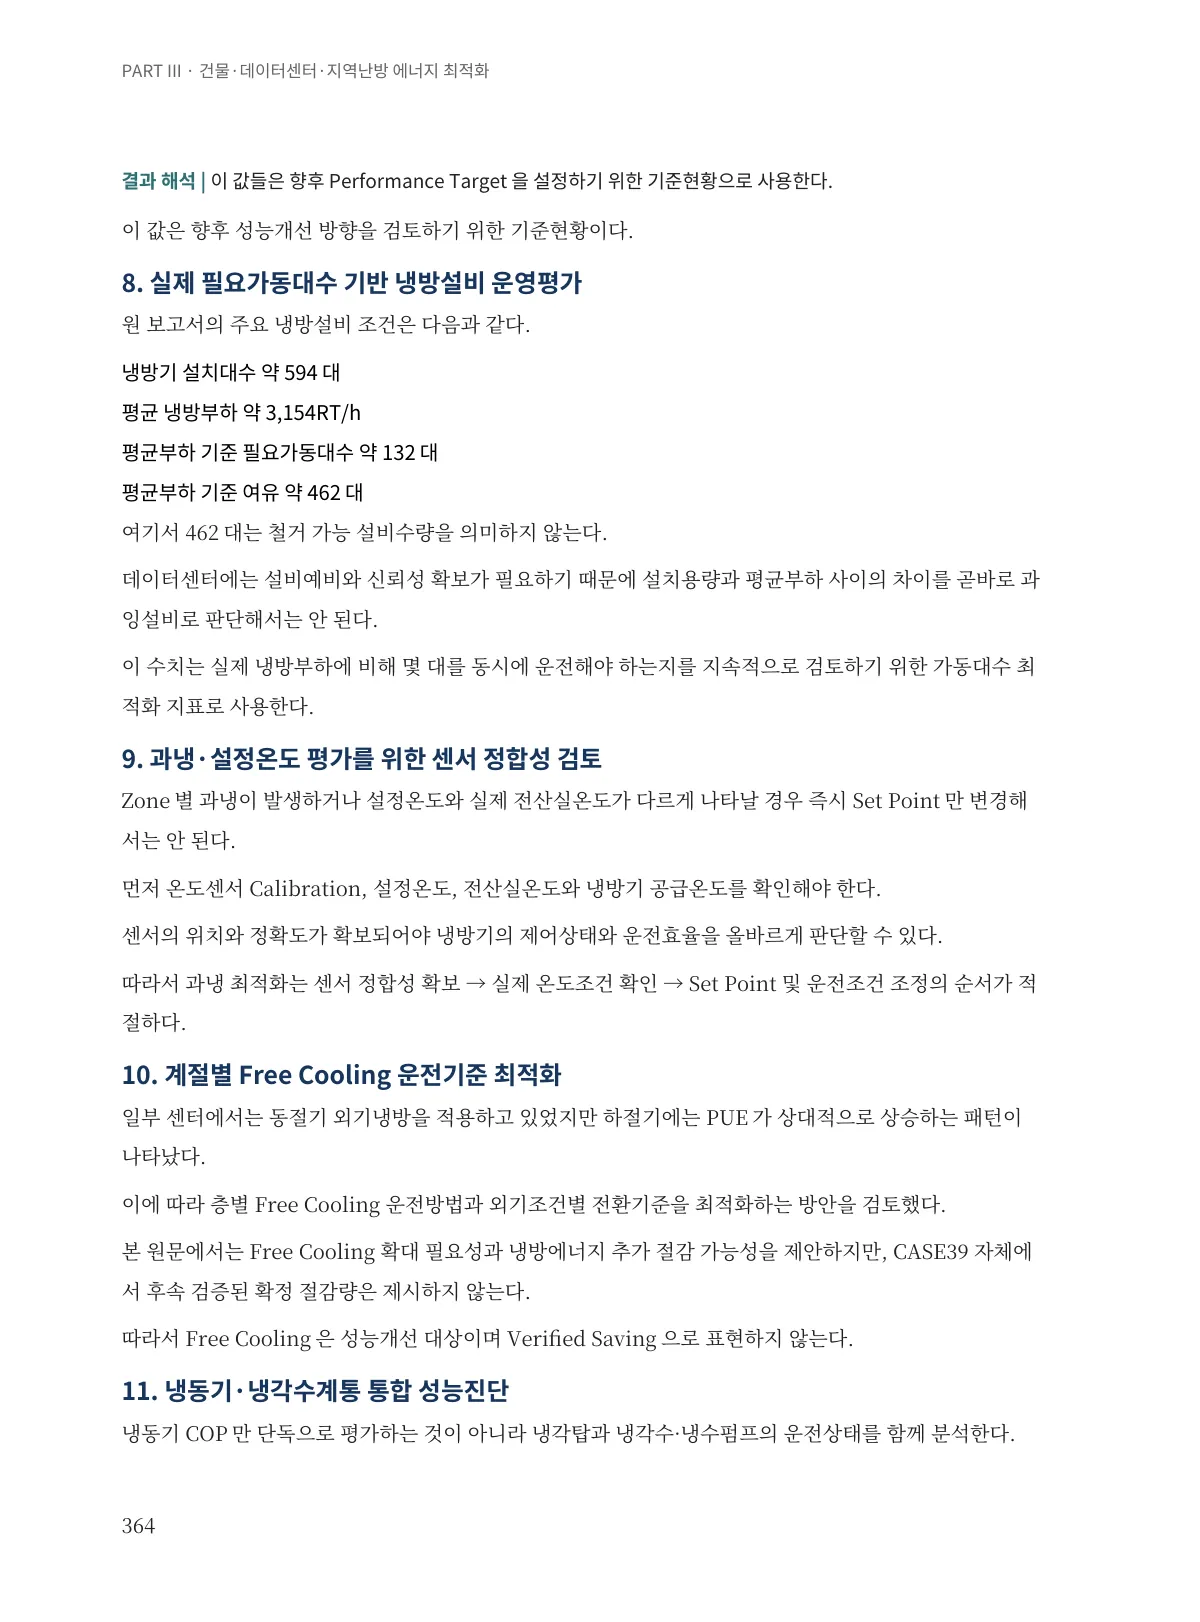 PART III · 건물·데이터센터·지역난방 에너지 최적화
결과 해석 | 이 값들은 향후 Performance Target 을 설정하기 위한 기준현황으로 사용한다.
이 값은 향후 성능개선 방향을 검토하기 위한 기준현황이다.
8. 실제 필요가동대수 기반 냉방설비 운영평가
원 보고서의 주요 냉방설비 조건은 다음과 같다.
냉방기 설치대수 약 594 대
평균 냉방부하 약 3,154RT/h
평균부하 기준 필요가동대수 약 132 대
평균부하 기준 여유 약 462 대
여기서 462 대는 철거 가능 설비수량을 의미하지 않는다.
데이터센터에는 설비예비와 신뢰성 확보가 필요하기 때문에 설치용량과 평균부하 사이의 차이를 곧바로 과
잉설비로 판단해서는 안 된다.
이 수치는 실제 냉방부하에 비해 몇 대를 동시에 운전해야 하는지를 지속적으로 검토하기 위한 가동대수 최
적화 지표로 사용한다.
9. 과냉·설정온도 평가를 위한 센서 정합성 검토
Zone 별 과냉이 발생하거나 설정온도와 실제 전산실온도가 다르게 나타날 경우 즉시 Set Point 만 변경해
서는 안 된다.
먼저 온도센서 Calibration, 설정온도, 전산실온도와 냉방기 공급온도를 확인해야 한다.
센서의 위치와 정확도가 확보되어야 냉방기의 제어상태와 운전효율을 올바르게 판단할 수 있다.
따라서 과냉 최적화는 센서 정합성 확보 → 실제 온도조건 확인 → Set Point 및 운전조건 조정의 순서가 적
절하다.
10. 계절별 Free Cooling 운전기준 최적화
일부 센터에서는 동절기 외기냉방을 적용하고 있었지만 하절기에는 PUE 가 상대적으로 상승하는 패턴이
나타났다.
이에 따라 층별 Free Cooling 운전방법과 외기조건별 전환기준을 최적화하는 방안을 검토했다.
본 원문에서는 Free Cooling 확대 필요성과 냉방에너지 추가 절감 가능성을 제안하지만, CASE39 자체에
서 후속 검증된 확정 절감량은 제시하지 않는다.
따라서 Free Cooling 은 성능개선 대상이며 Verified Saving 으로 표현하지 않는다.
11. 냉동기·냉각수계통 통합 성능진단
냉동기 COP 만 단독으로 평가하는 것이 아니라 냉각탑과 냉각수·냉수펌프의 운전상태를 함께 분석한다.
364